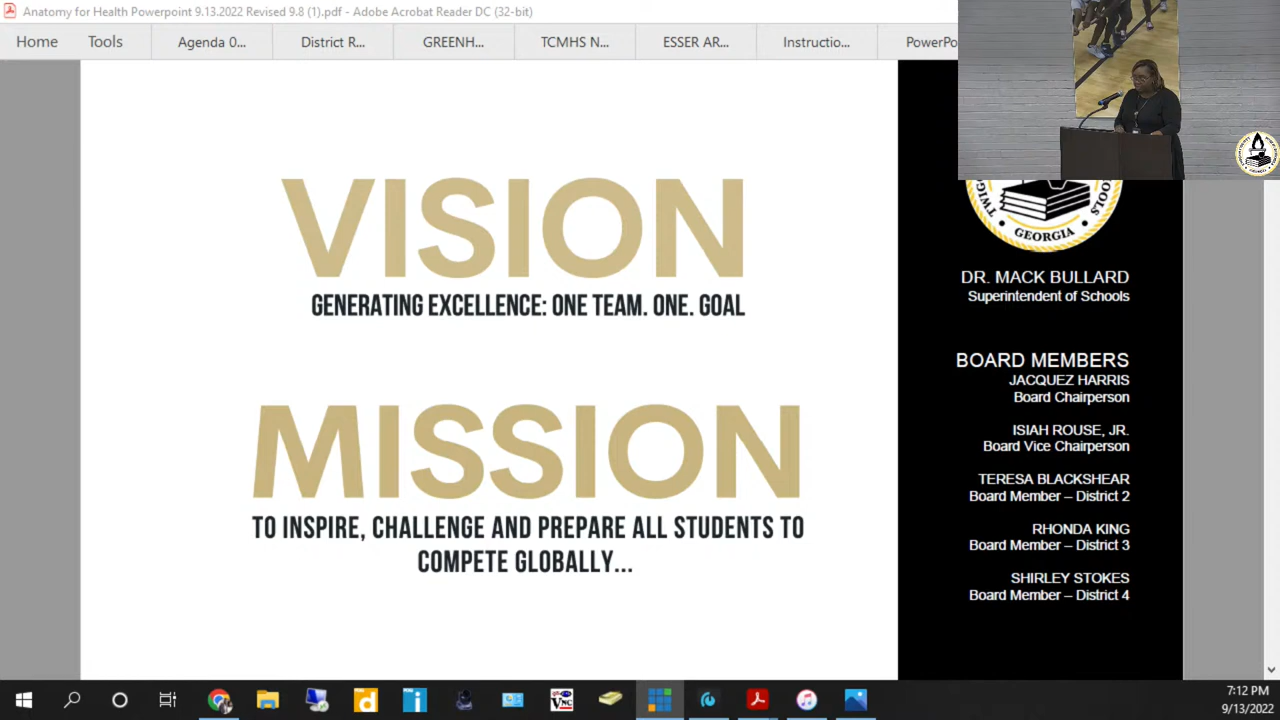 Anatomy for Health Powerpoint 9.13.2022 Revised 9.8 (1).pdf - Adobe Acrobat Reader DC (32-bit)
Home Tools Agenda 0... District R... GREENH... TCMHS N... ESSER AR... Instructio... PowerPo
VISION
GENERATING EXCELLENCE: ONE TEAM. ONE. GOAL
MISSION
TO INSPIRE, CHALLENGE AND PREPARE ALL STUDENTS TO
COMPETE GLOBALLY...
TWIG
OOLS
GEORGIA
DR. MACK BULLARD
Superintendent of Schools
BOARD MEMBERS
JACQUEZ HARRIS
Board Chairperson
ISIAH ROUSE, JR.
Board Vice Chairperson
TERESA BLACKSHEAR
Board Member – District 2
RHONDA KING
Board Member – District 3
SHIRLEY STOKES
Board Member – District 4
VNC
7:12 PM
9/13/2022